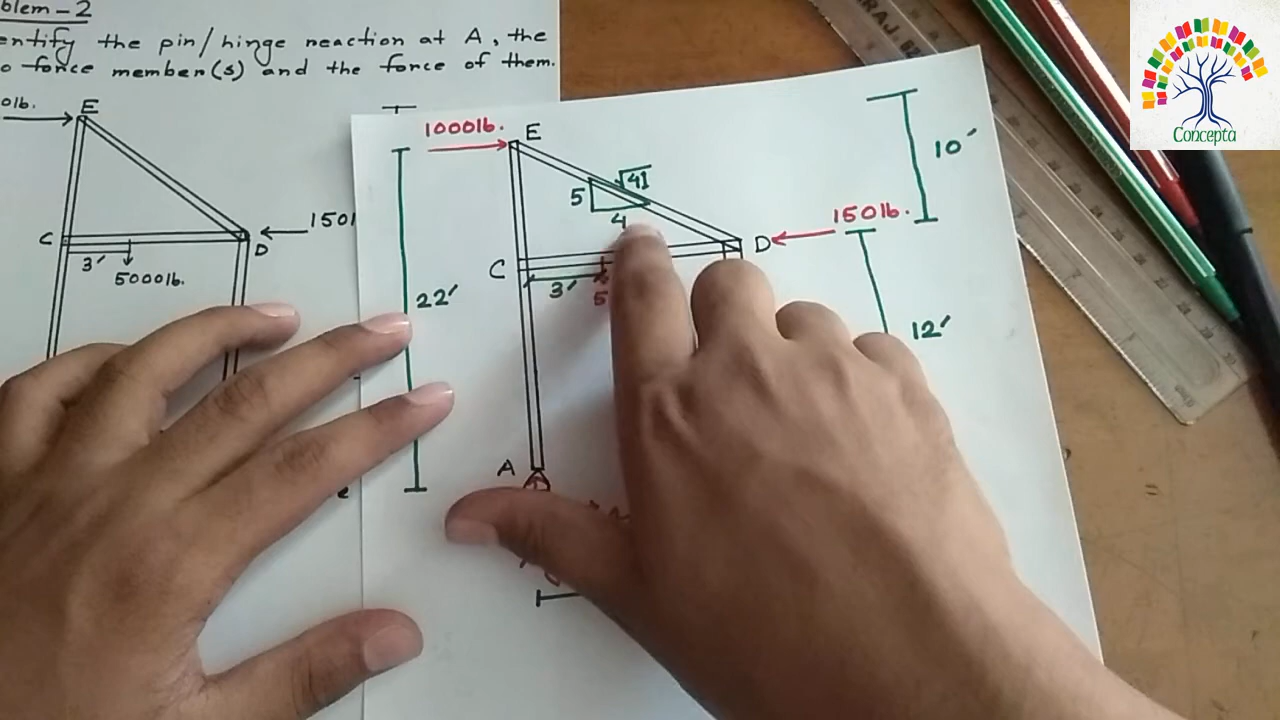 blem-2
entify the pin/hinge reaction at A, the
o force member(s) and the force of them.
olb. E
C D
3'
5000lb.
1000lb. E
5 √41
4
10'
150lb.
D
C
3'
5
22'
12'
A
Concepta